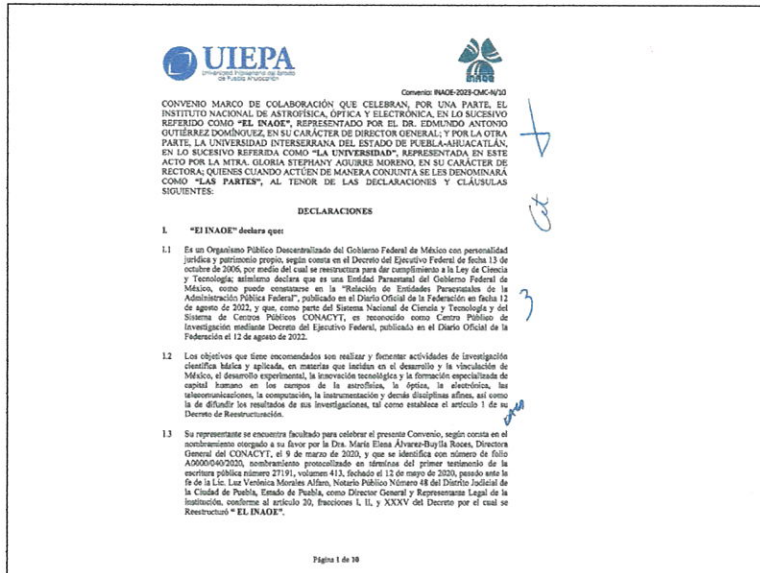 UIEPA
Universidad Interserrana del Estado
de Puebla Ahuacatlán
INAOE
Convenio: INAOE-2023-CMC-N/10
CONVENIO MARCO DE COLABORACIÓN QUE CELEBRAN, POR UNA PARTE, EL
INSTITUTO NACIONAL DE ASTROFÍSICA, ÓPTICA Y ELECTRÓNICA, EN LO SUCESIVO
REFERIDO COMO "EL INAOE", REPRESENTADO POR EL DR. EDMUNDO ANTONIO
GUTIÉRREZ DOMÍNGUEZ, EN SU CARÁCTER DE DIRECTOR GENERAL; Y POR LA OTRA
PARTE, LA UNIVERSIDAD INTERSERRANA DEL ESTADO DE PUEBLA-AHUACATLÁN,
EN LO SUCESIVO REFERIDA COMO "LA UNIVERSIDAD", REPRESENTADA EN ESTE
ACTO POR LA MTRA. GLORIA STEPHANY AGUIRRE MORENO, EN SU CARÁCTER DE
RECTORA; QUIENES CUANDO ACTÚEN DE MANERA CONJUNTA SE LES DENOMINARÁ
COMO "LAS PARTES", AL TENOR DE LAS DECLARACIONES Y CLÁUSULAS
SIGUIENTES:
DECLARACIONES
I. "El INAOE" declara que:
1.1 Es un Organismo Público Descentralizado del Gobierno Federal de México con personalidad
jurídica y patrimonio propio, según consta en el Decreto del Ejecutivo Federal de fecha 13 de
octubre de 2006, por medio del cual se reestructura para dar cumplimiento a la Ley de Ciencia
y Tecnología; asimismo declara que es una Entidad Paraestatal del Gobierno Federal de
México, como puede constatarse en la "Relación de Entidades Paraestatales de la
Administración Pública Federal", publicado en el Diario Oficial de la Federación en fecha 12
de agosto de 2022, y que, como parte del Sistema Nacional de Ciencia y Tecnología y del
Sistema de Centros Públicos CONACYT, es reconocido como Centro Público de
Investigación mediante Decreto del Ejecutivo Federal, publicado en el Diario Oficial de la
Federación el 12 de agosto de 2022.
1.2 Los objetivos que tiene encomendados son realizar y fomentar actividades de investigación
científica básica y aplicada, en materias que incidan en el desarrollo y la vinculación de
México, el desarrollo experimental, la innovación tecnológica y la formación especializada de
capital humano en los campos de la astrofísica, la óptica, la electrónica, las
telecomunicaciones, la computación, la instrumentación y demás disciplinas afines, así como
la de difundir los resultados de sus investigaciones, tal como establece el artículo 1 de su
Decreto de Reestructuración.
1.3 Su representante se encuentra facultado para celebrar el presente Convenio, según consta en el
nombramiento otorgado a su favor por la Dra. María Elena Álvarez-Buylla Roces, Directora
General del CONACYT, el 9 de marzo de 2020, y que se identifica con número de folio
A0000/040/2020, nombramiento protocolizado en términos del primer testimonio de la
escritura pública número 27191, volumen 413, fechado el 12 de mayo de 2020, pasado ante la
fe de la Lic. Luz Verónica Morales Alfaro, Notario Público Número 48 del Distrito Judicial de
la Ciudad de Puebla, Estado de Puebla, como Director General y Representante Legal de la
institución, conforme al artículo 20, fracciones I, II, y XXXV del Decreto por el cual se
Reestructuró " EL INAOE".
Página 1 de 10